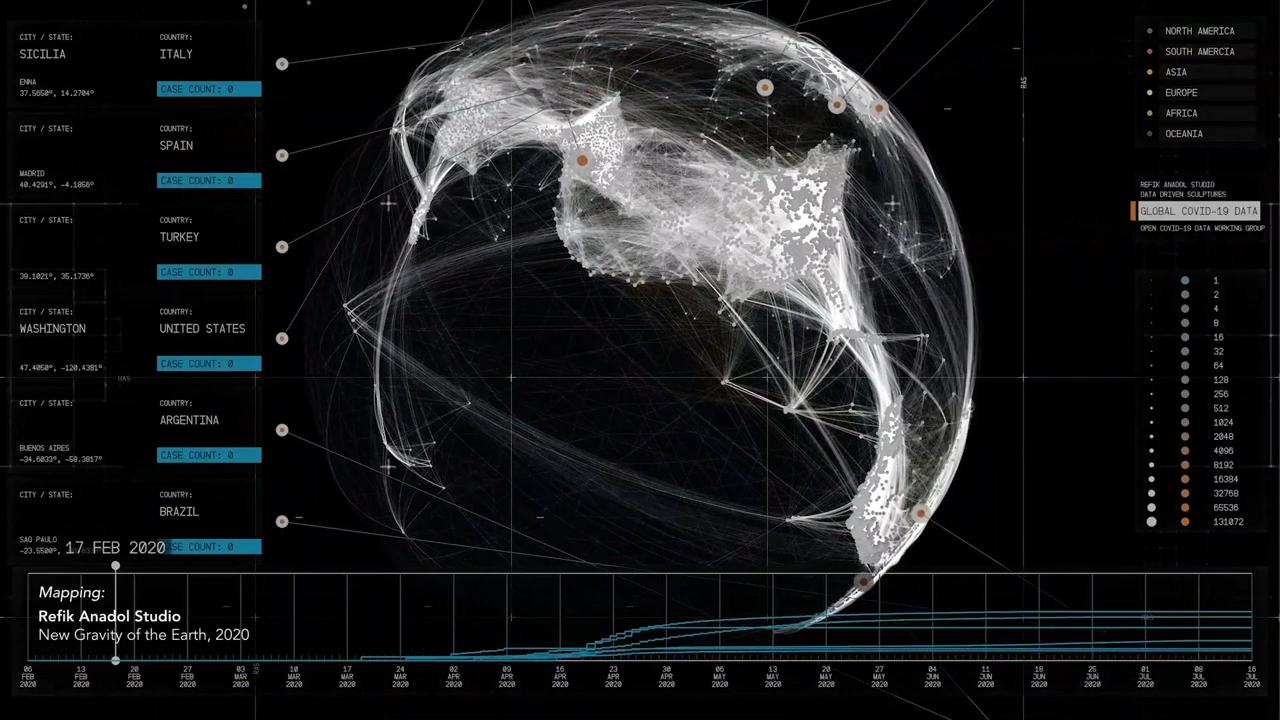 CITY / STATE:
COUNTRY:
SICILIA
ITALY
ENNA
37.5650°, 14.2704°
CASE COUNT: 0
CITY / STATE:
COUNTRY:
SPAIN
MADRID
40.4291°, -4.1856°
CASE COUNT: 0
CITY / STATE:
COUNTRY:
TURKEY
39.1021°, 35.1736°
CASE COUNT: 0
CITY / STATE:
COUNTRY:
WASHINGTON
UNITED STATES
47.4050°, -120.4381°
CASE COUNT: 0
CITY / STATE:
COUNTRY:
ARGENTINA
BUENOS AIRES
-34.6033°, -58.3817°
CASE COUNT: 0
CITY / STATE:
COUNTRY:
BRAZIL
SAO PAULO
-23.5500°,
SE COUNT: 0
17 FEB 2020
Mapping:
Refik Anadol Studio
New Gravity of the Earth, 2020
06 FEB 2020
13 FEB 2020
20 FEB 2020
27 FEB 2020
03 MAR 2020
10 MAR 2020
17 MAR 2020
24 MAR 2020
02 APR 2020
09 APR 2020
16 APR 2020
23 APR 2020
30 APR 2020
06 MAY 2020
13 MAY 2020
20 MAY 2020
27 MAY 2020
04 JUN 2020
11 JUN 2020
18 JUN 2020
25 JUN 2020
01 JUL 2020
08 JUL 2020
16 JUL 2020
RAS
RAS
RAS
RAS
NORTH AMERICA
SOUTH AMERCIA
ASIA
EUROPE
AFRICA
OCEANIA
REFIK ANADOL STUDIO
DATA DRIVEN SCULPTURES
GLOBAL COVID-19 DATA
OPEN COVID-19 DATA WORKING GROUP
1
2
4
8
16
32
64
128
256
512
1024
2048
4096
8192
16384
32768
65536
131072